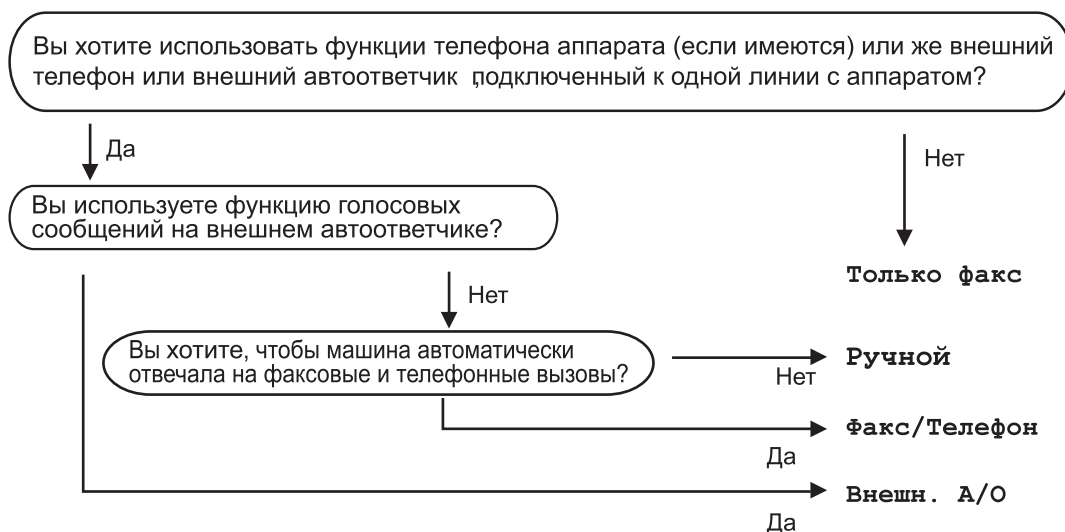 Вы хотите использовать функции телефона аппарата (если имеются) или же внешний
телефон или внешний автоответчик ,подключенный к одной линии с аппаратом?
Да
Нет
Вы используете функцию голосовых
сообщений на внешнем автоответчике?
Только факс
Нет
Вы хотите, чтобы машина автоматически
отвечала на факсовые и телефонные вызовы?
Нет
Ручной
Да
Факс/Телефон
Да
Внешн. А/О